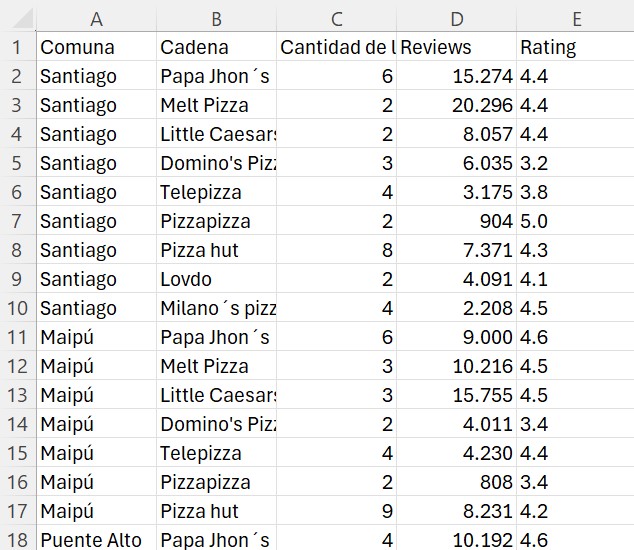 A B C D E
1 Comuna Cadena Cantidad de l Reviews Rating
2 Santiago Papa Jhon´s 6 15.274 4.4
3 Santiago Melt Pizza 2 20.296 4.4
4 Santiago Little Caesars 2 8.057 4.4
5 Santiago Domino's Pizz 3 6.035 3.2
6 Santiago Telepizza 4 3.175 3.8
7 Santiago Pizzapizza 2 904 5.0
8 Santiago Pizza hut 8 7.371 4.3
9 Santiago Lovdo 2 4.091 4.1
10 Santiago Milano´s pizz 4 2.208 4.5
11 Maipú Papa Jhon´s 6 9.000 4.6
12 Maipú Melt Pizza 3 10.216 4.5
13 Maipú Little Caesars 3 15.755 4.5
14 Maipú Domino's Pizz 2 4.011 3.4
15 Maipú Telepizza 4 4.230 4.4
16 Maipú Pizzapizza 2 808 3.4
17 Maipú Pizza hut 9 8.231 4.2
18 Puente Alto Papa Jhon´s 4 10.192 4.6